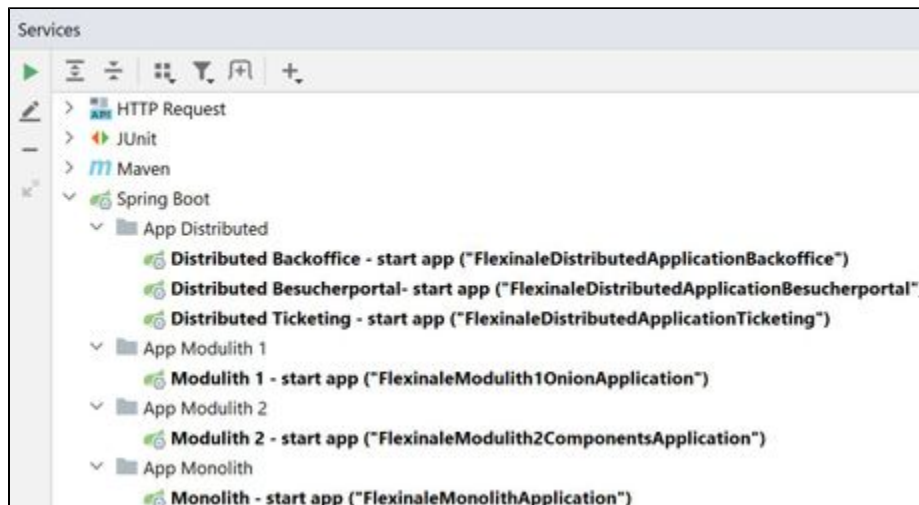 Services
API HTTP Request
JUnit
m Maven
Spring Boot
App Distributed
Distributed Backoffice - start app ("FlexinaleDistributedApplicationBackoffice")
Distributed Besucherportal- start app ("FlexinaleDistributedApplicationBesucherportal"
Distributed Ticketing - start app ("FlexinaleDistributedApplicationTicketing")
App Modulith 1
Modulith 1 - start app ("FlexinaleModulith1OnionApplication")
App Modulith 2
Modulith 2 - start app ("FlexinaleModulith2ComponentsApplication")
App Monolith
Monolith - start app ("FlexinaleMonolithApplication")